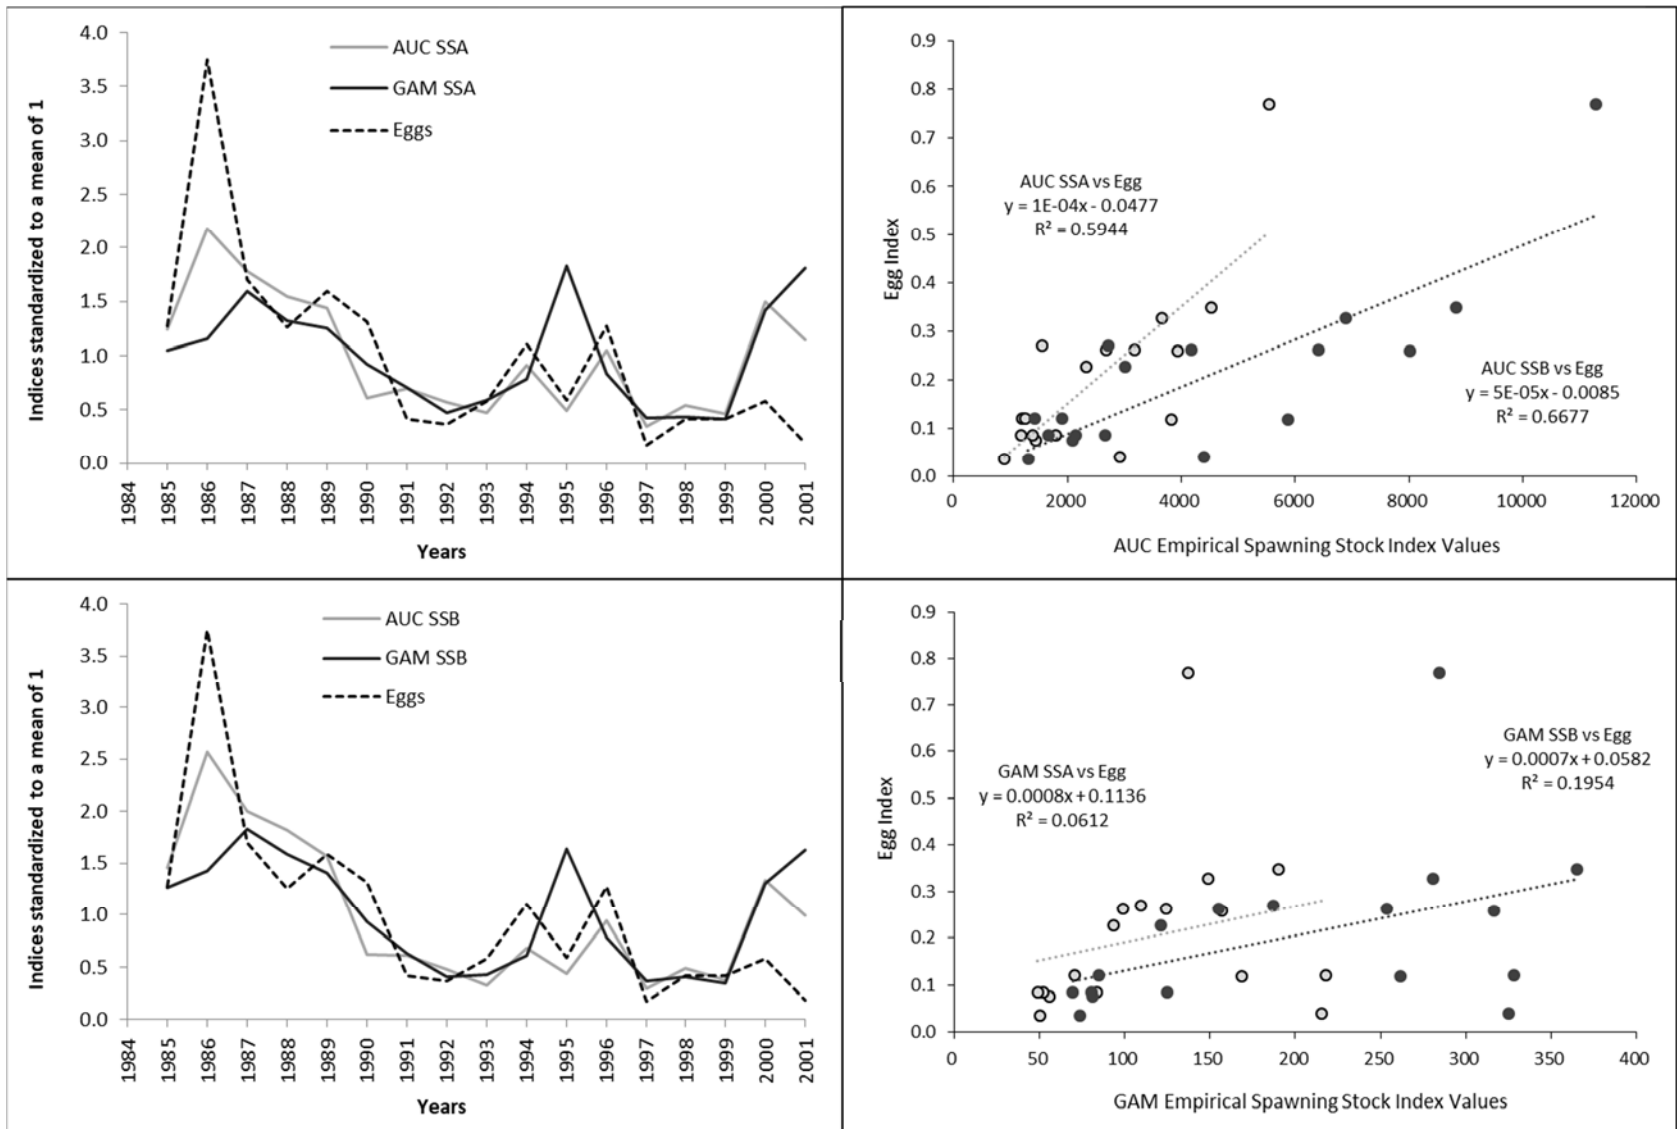 Indices standardized to a mean of 1
4.0
3.5
3.0
2.5
2.0
1.5
1.0
0.5
0.0
AUC SSA
GAM SSA
Eggs
1984
1985
1986
1987
1988
1989
1990
1991
1992
1993
1994
1995
1996
1997
1998
1999
2000
2001
Years
Egg Index
0.9
0.8
0.7
0.6
0.5
0.4
0.3
0.2
0.1
0.0
AUC SSA vs Egg
y = 1E-04x - 0.0477
R² = 0.5944
AUC SSB vs Egg
y = 5E-05x - 0.0085
R² = 0.6677
0 2000 4000 6000 8000 10000 12000
AUC Empirical Spawning Stock Index Values
Indices standardized to a mean of 1
4.0
3.5
3.0
2.5
2.0
1.5
1.0
0.5
0.0
AUC SSB
GAM SSB
Eggs
1984
1985
1986
1987
1988
1989
1990
1991
1992
1993
1994
1995
1996
1997
1998
1999
2000
2001
Years
Egg Index
0.9
0.8
0.7
0.6
0.5
0.4
0.3
0.2
0.1
0.0
GAM SSA vs Egg
y = 0.0008x + 0.1136
R² = 0.0612
GAM SSB vs Egg
y = 0.0007x + 0.0582
R² = 0.1954
0 50 100 150 200 250 300 350 400
GAM Empirical Spawning Stock Index Values